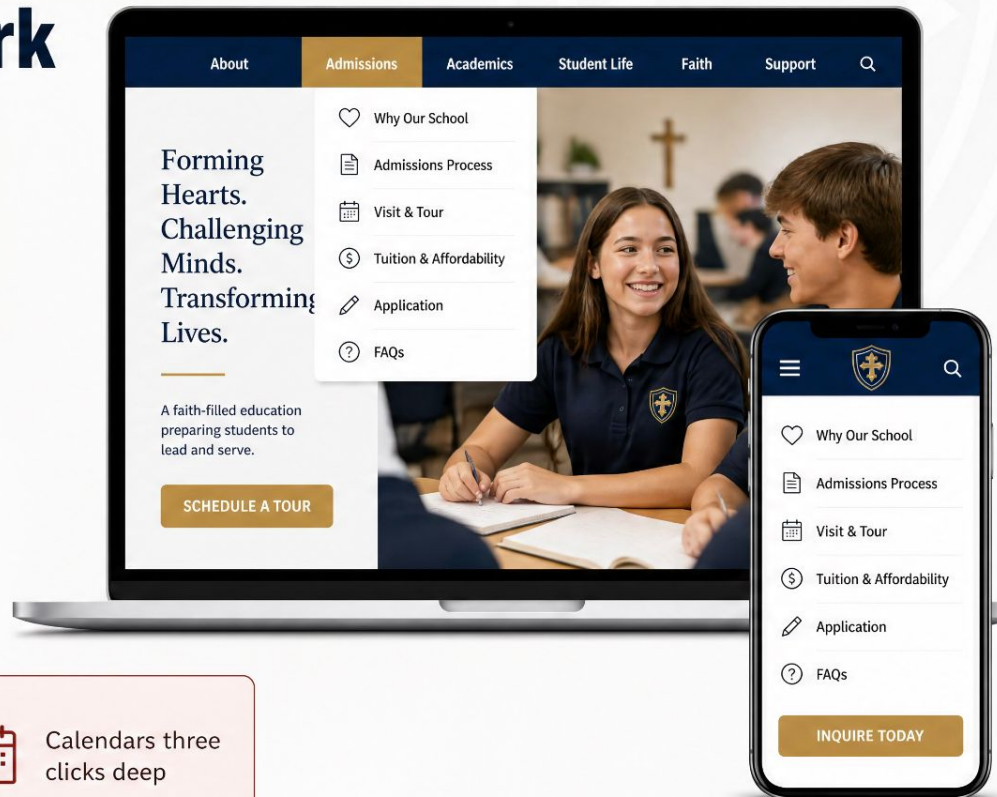 rk
About Admissions Academics Student Life Faith Support
Why Our School
Admissions Process
Visit & Tour
Tuition & Affordability
Application
FAQs
Forming
Hearts.
Challenging
Minds.
Transforming
Lives.
A faith-filled education
preparing students to
lead and serve.
SCHEDULE A TOUR
Why Our School
Admissions Process
Visit & Tour
Tuition & Affordability
Application
FAQs
INQUIRE TODAY
Calendars three
clicks deep